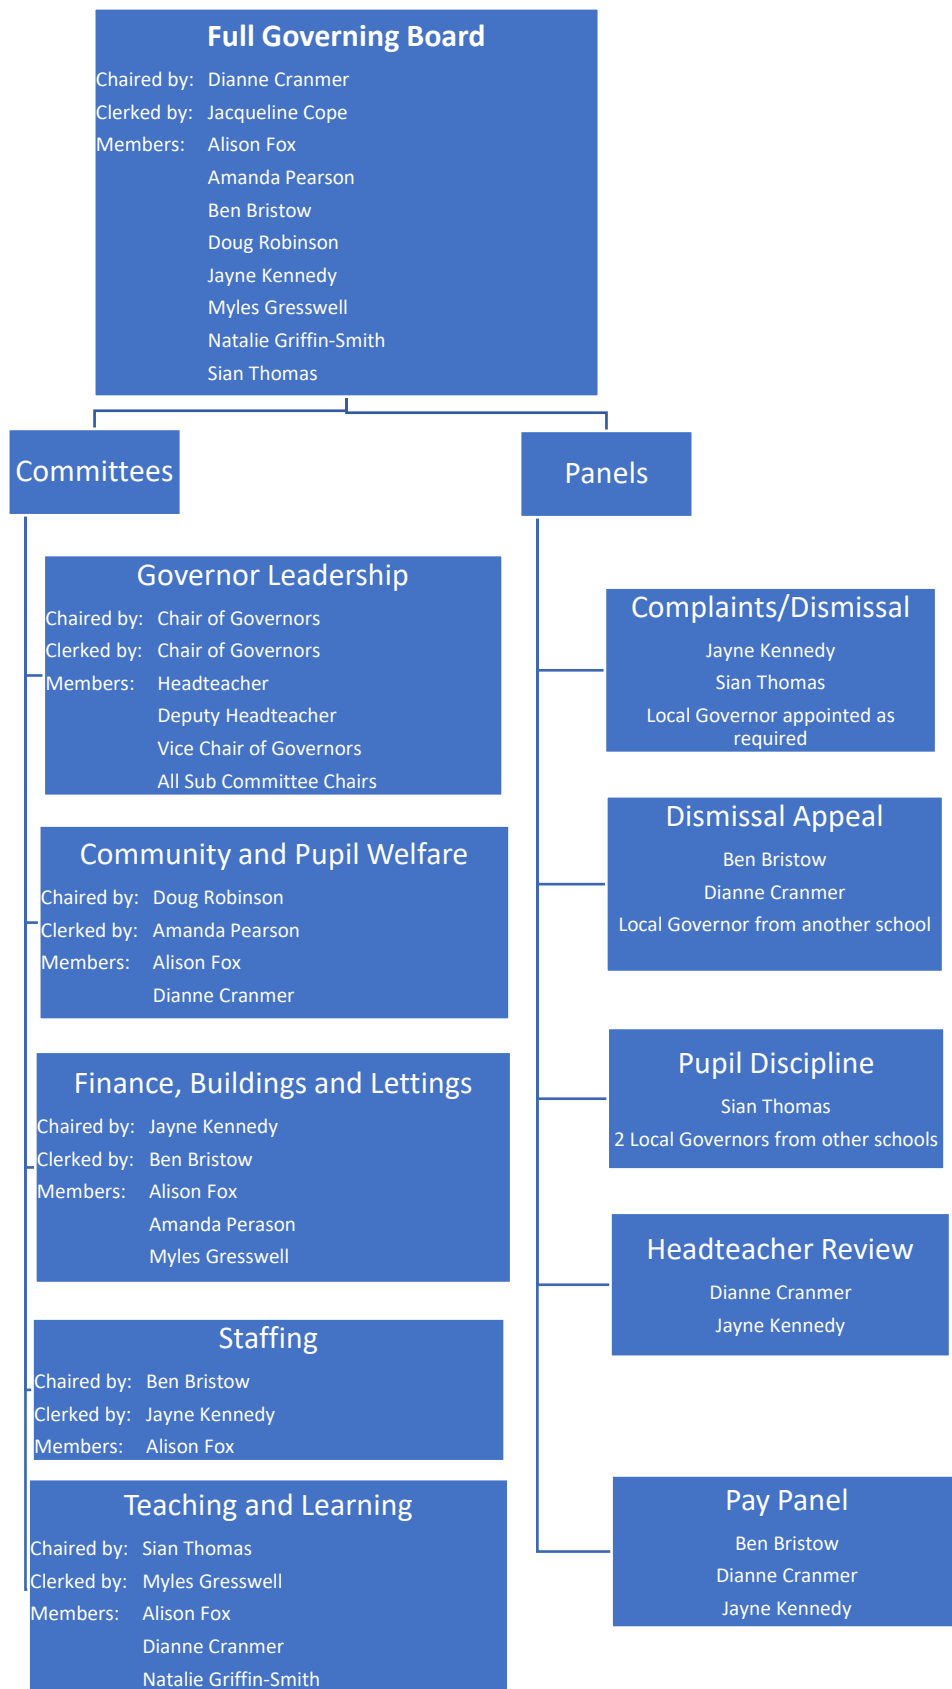 Full Governing Board
Chaired by: Dianne Cranmer
Clerked by: Jacqueline Cope
Members: Alison Fox
Amanda Pearson
Ben Bristow
Doug Robinson
Jayne Kennedy
Myles Gresswell
Natalie Griffin-Smith
Sian Thomas
Committees
Governor Leadership
Chaired by: Chair of Governors
Clerked by: Chair of Governors
Members: Headteacher
Deputy Headteacher
Vice Chair of Governors
All Sub Committee Chairs
Community and Pupil Welfare
Chaired by: Doug Robinson
Clerked by: Amanda Pearson
Members: Alison Fox
Dianne Cranmer
Finance, Buildings and Lettings
Chaired by: Jayne Kennedy
Clerked by: Ben Bristow
Members: Alison Fox
Amanda Perason
Myles Gresswell
Staffing
Chaired by: Ben Bristow
Clerked by: Jayne Kennedy
Members: Alison Fox
Teaching and Learning
Chaired by: Sian Thomas
Clerked by: Myles Gresswell
Members: Alison Fox
Dianne Cranmer
Natalie Griffin-Smith
Panels
Complaints/Dismissal
Jayne Kennedy
Sian Thomas
Local Governor appointed as
required
Dismissal Appeal
Ben Bristow
Dianne Cranmer
Local Governor from another school
Pupil Discipline
Sian Thomas
2 Local Governors from other schools
Headteacher Review
Dianne Cranmer
Jayne Kennedy
Pay Panel
Ben Bristow
Dianne Cranmer
Jayne Kennedy